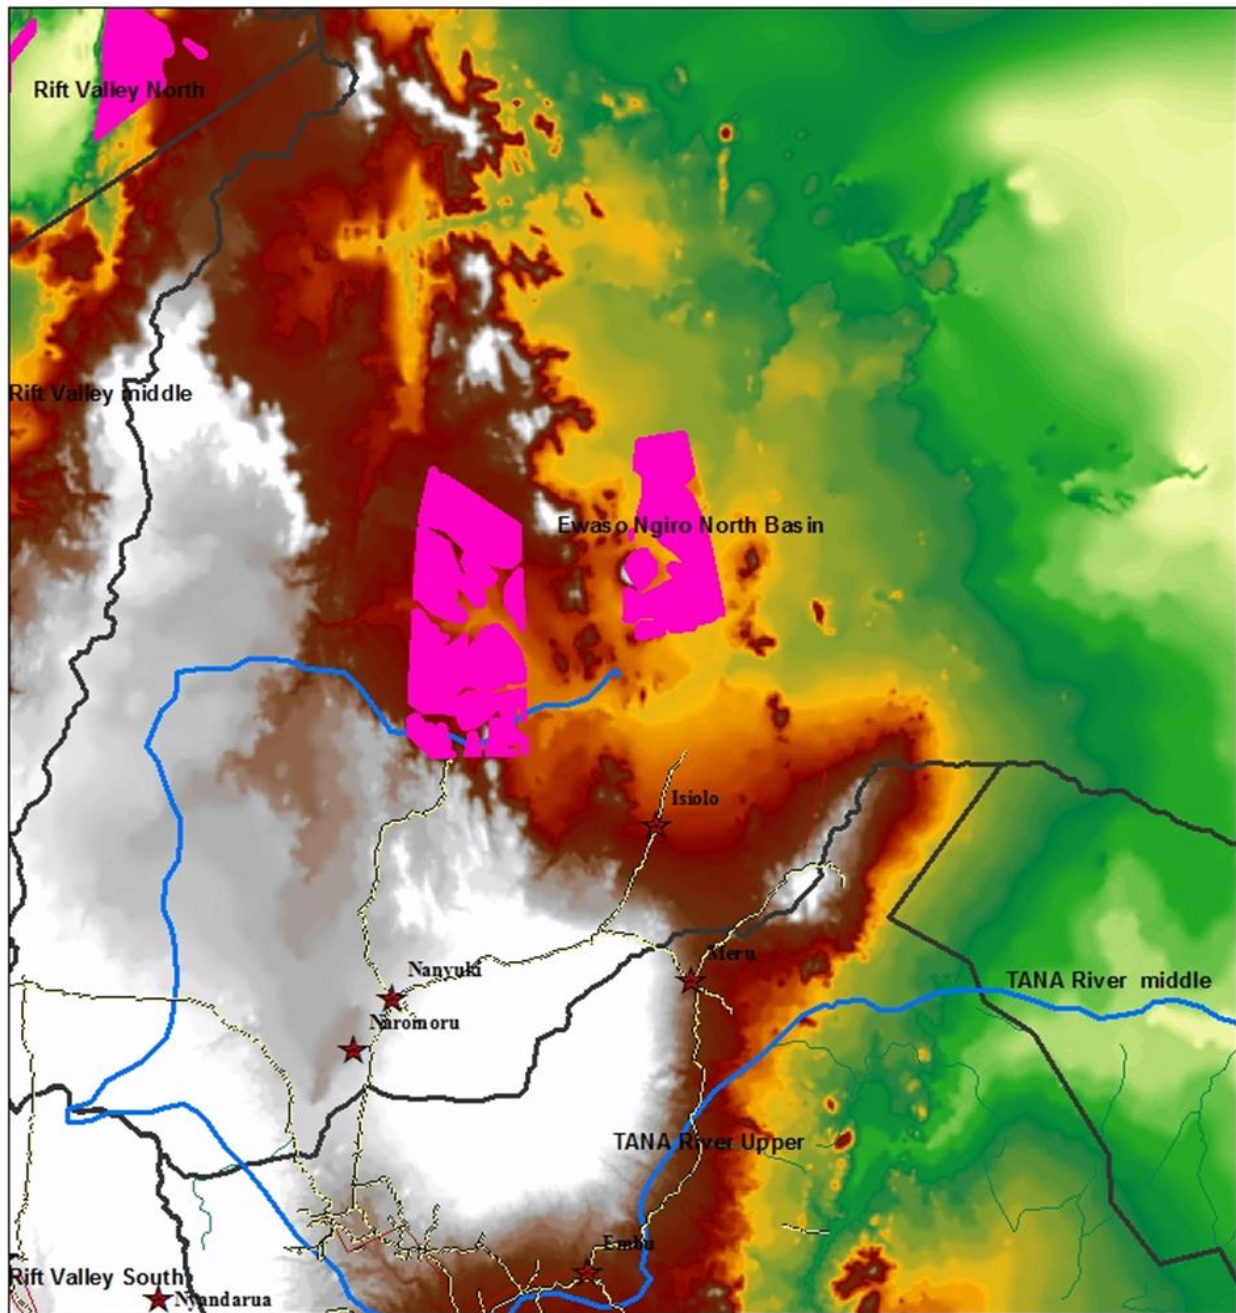 Rift Valley North
Rift Valley middle
Ewaso Ngiro North Basin
Isiolo
Meru
Nanyuki
TANA River middle
Naromoru
TANA River Upper
Embu
Rift Valley South
Nyandarua